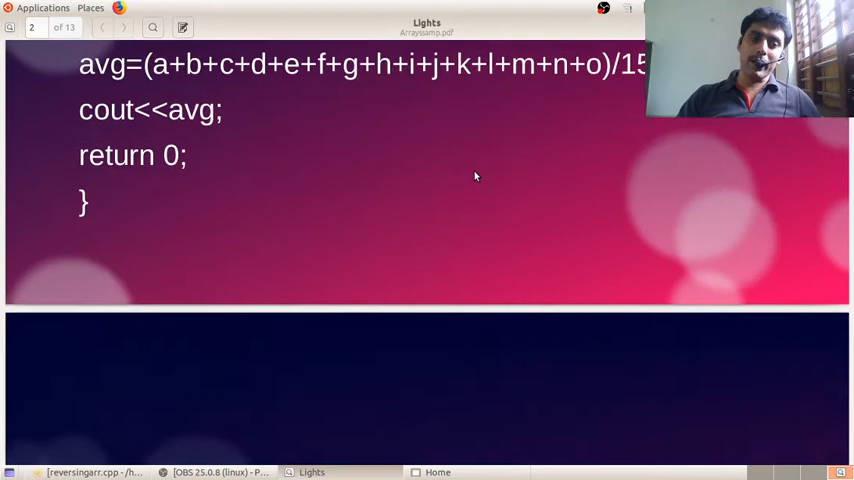 Applications Places
2 of 13
Lights
Arrayssamp.pdf
avg=(a+b+c+d+e+f+g+h+i+j+k+l+m+n+o)/15
cout<<avg;
return 0;
}
[reversingarr.cpp - /h...
[OBS 25.0.8 (linux) - P...
Lights
Home